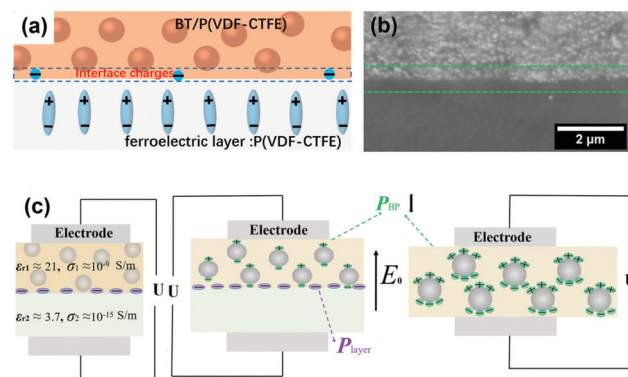 (a)
BT/P(VDF-CTFE)
Interface charges
ferroelectric layer :P(VDF-CTFE)
(b)
2 μm
(c)
Electrode
εr1 ≈ 21, σ1 ≈10-9 S/m
εr2 ≈ 3.7, σ2 ≈10-15 S/m
U
U
Electrode
Player
PBP
E0
Electrode